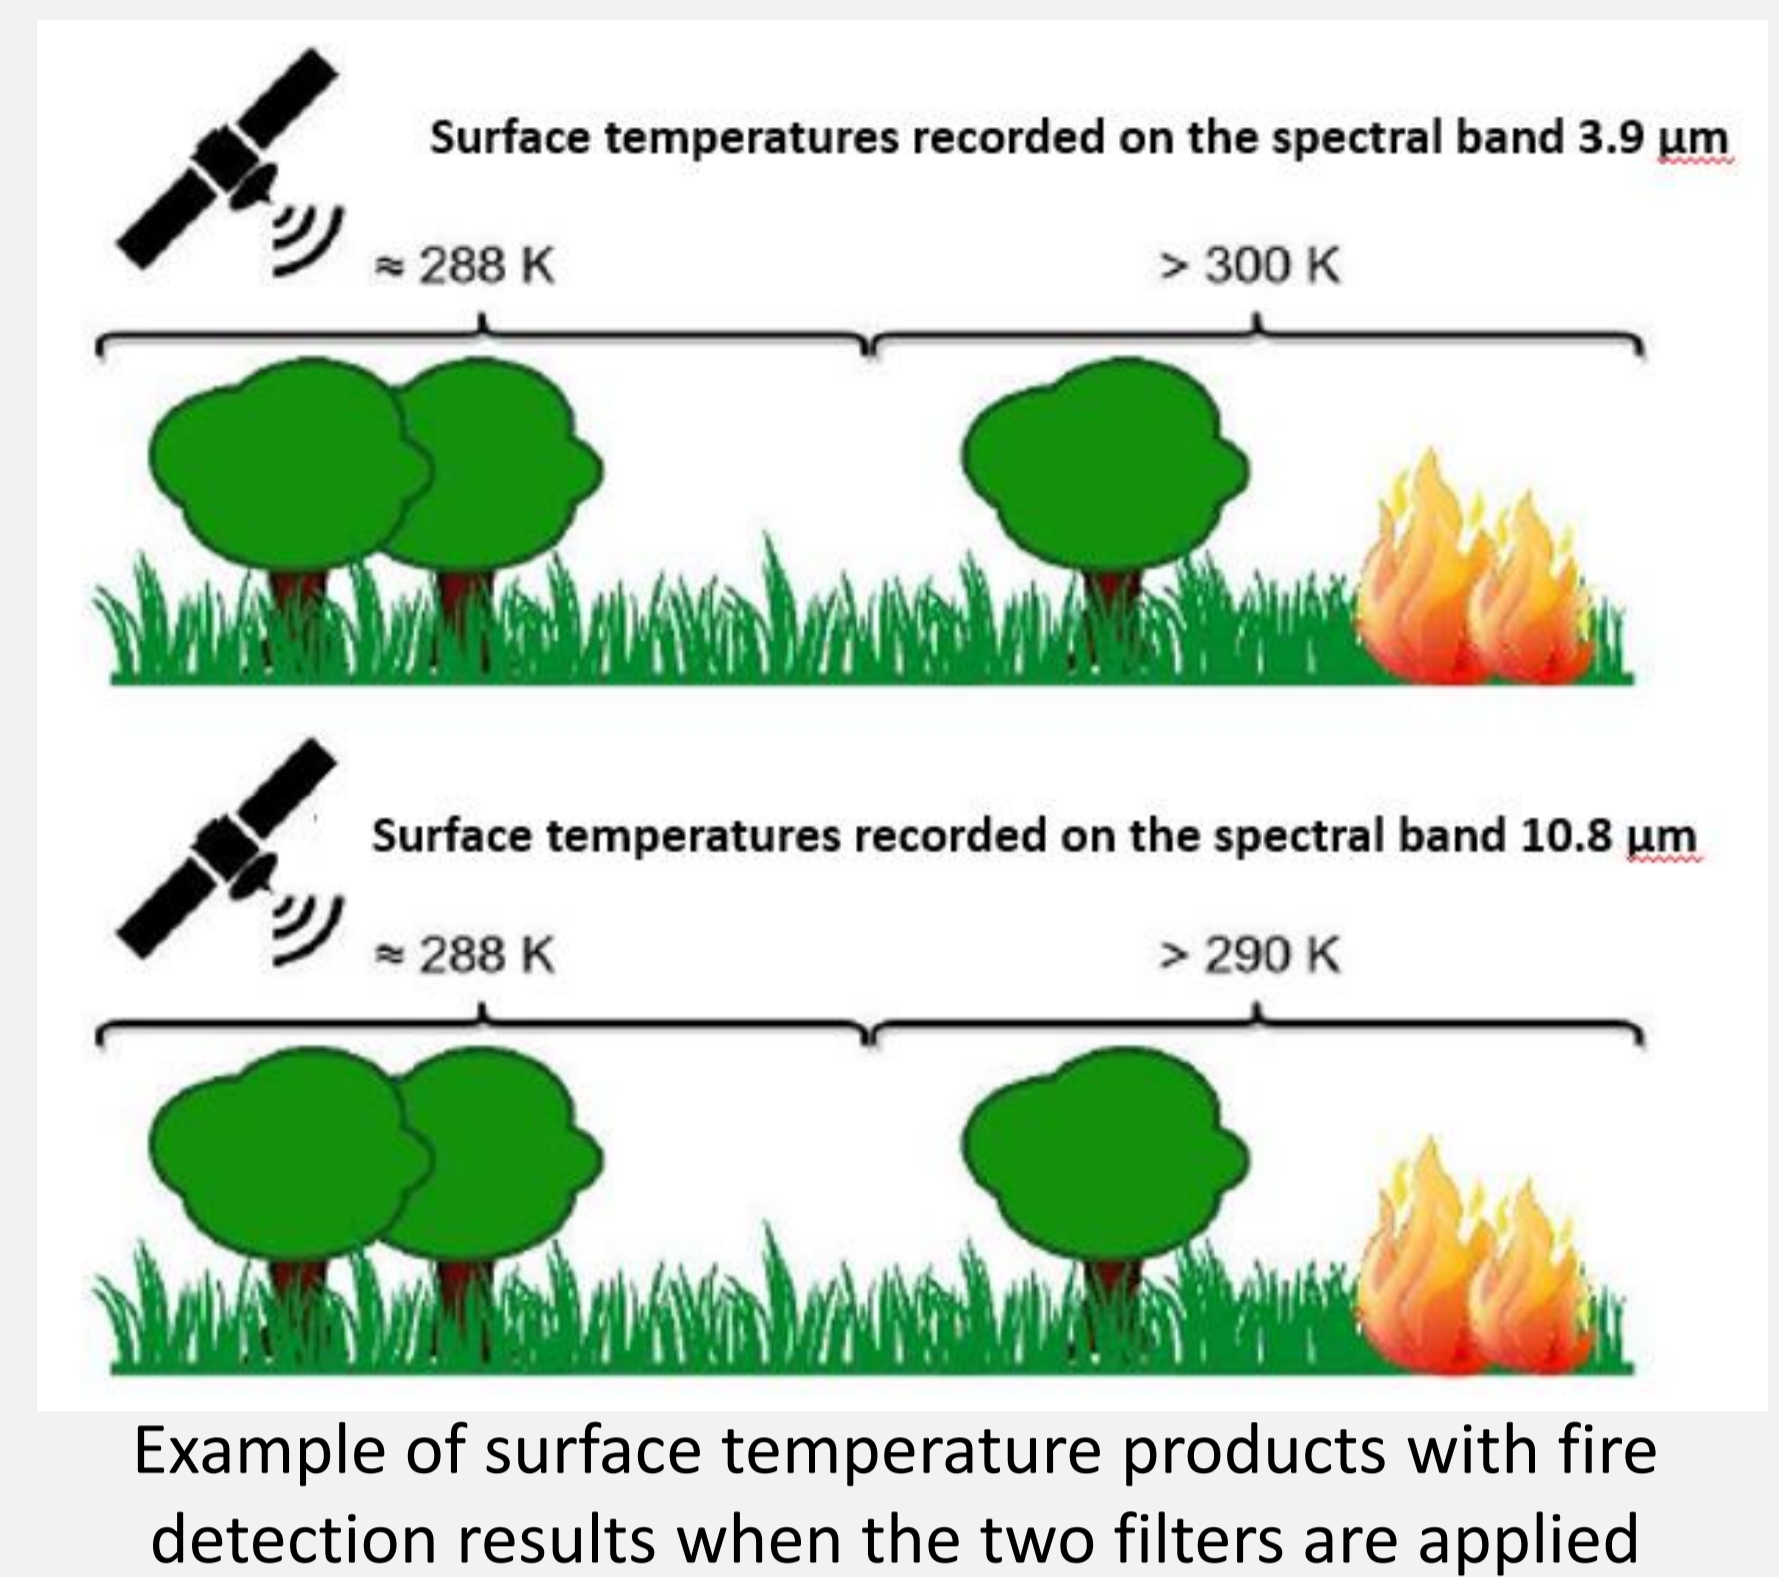 Surface temperatures recorded on the spectral band 3.9 µm
≈ 288 K
> 300 K
Surface temperatures recorded on the spectral band 10.8 µm
≈ 288 K
> 290 K
Example of surface temperature products with fire
detection results when the two filters are applied